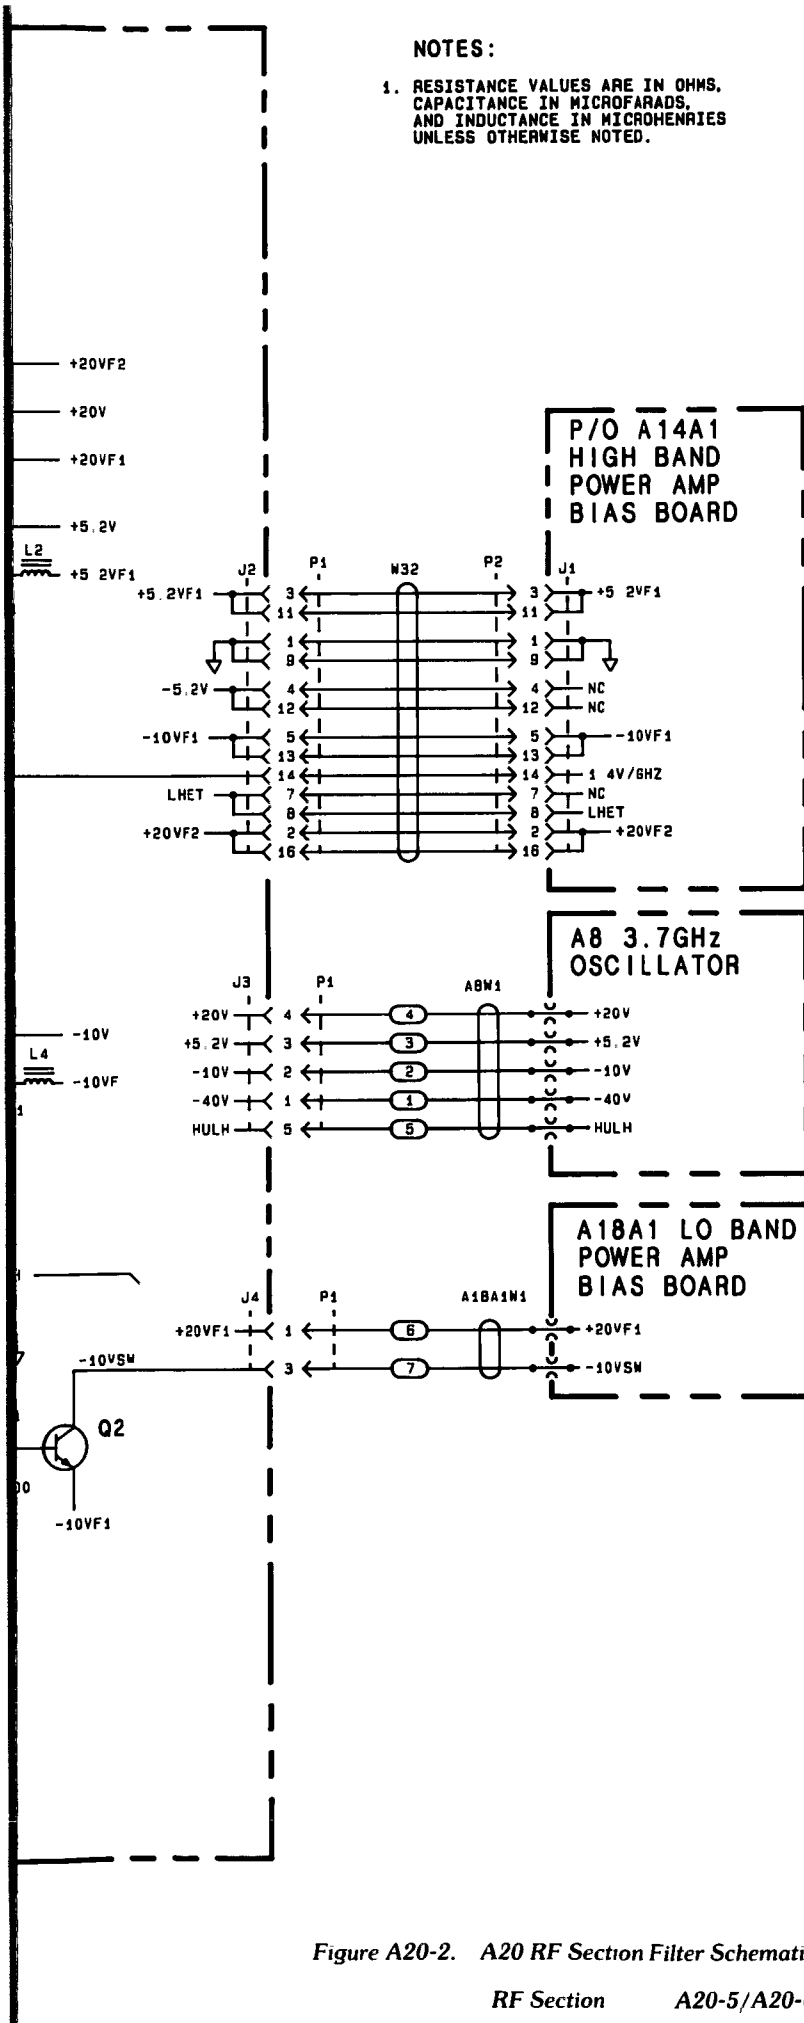 NOTES:
1. RESISTANCE VALUES ARE IN OHMS,
CAPACITANCE IN MICROFARADS,
AND INDUCTANCE IN MICROHENRIES
UNLESS OTHERWISE NOTED.
+20VF2
+20V
+20VF1
+5.2V
L2
+5 2VF1
P/O A14A1
HIGH BAND
POWER AMP
BIAS BOARD
J2 P1 W32 P2 J1
+5.2VF1 3 3 +5 2VF1
11 11
1 1
9 9
-5.2V 4 4 NC
12 12 NC
-10VF1 5 5 -10VF1
13 13
14 14 1 4V/GHZ
LHET 7 7 NC
8 8 LHET
+20VF2 2 2 +20VF2
16 16
A8 3.7GHz
OSCILLATOR
J3 P1 A8W1
+20V 4 4 +20V
+5.2V 3 3 +5.2V
-10V 2 2 -10V
-40V 1 1 -40V
HULH 5 5 HULH
-10V
L4
-10VF
1
A18A1 LO BAND
POWER AMP
BIAS BOARD
J4 P1 A18A1W1
+20VF1 1 6 +20VF1
-10VSW 3 7 -10VSW
Q2
-10VF1
Figure A20-2. A20 RF Section Filter Schemati
RF Section A20-5/A20-